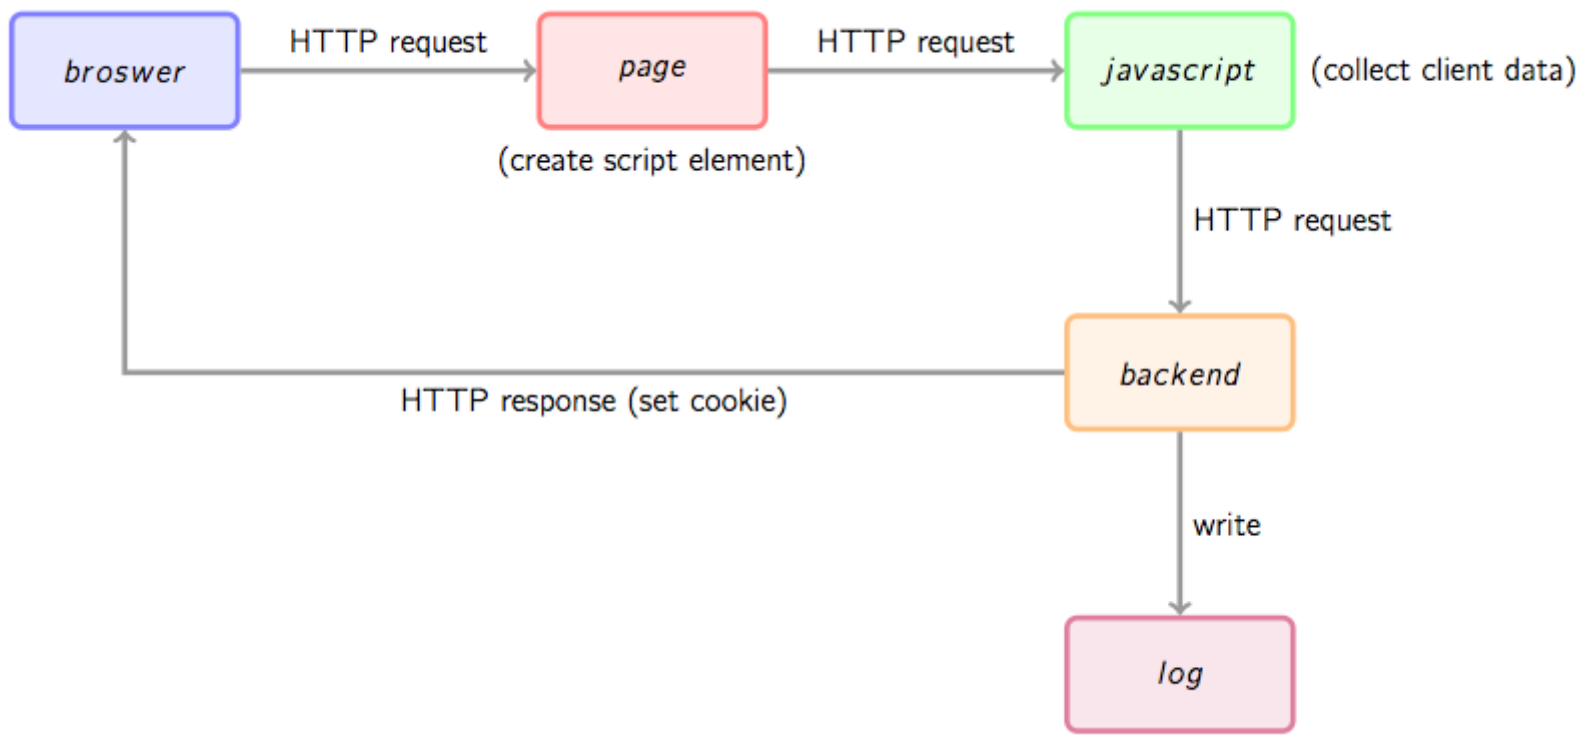 broswer
HTTP request
page
HTTP request
javascript
(collect client data)
(create script element)
HTTP request
backend
HTTP response (set cookie)
write
log